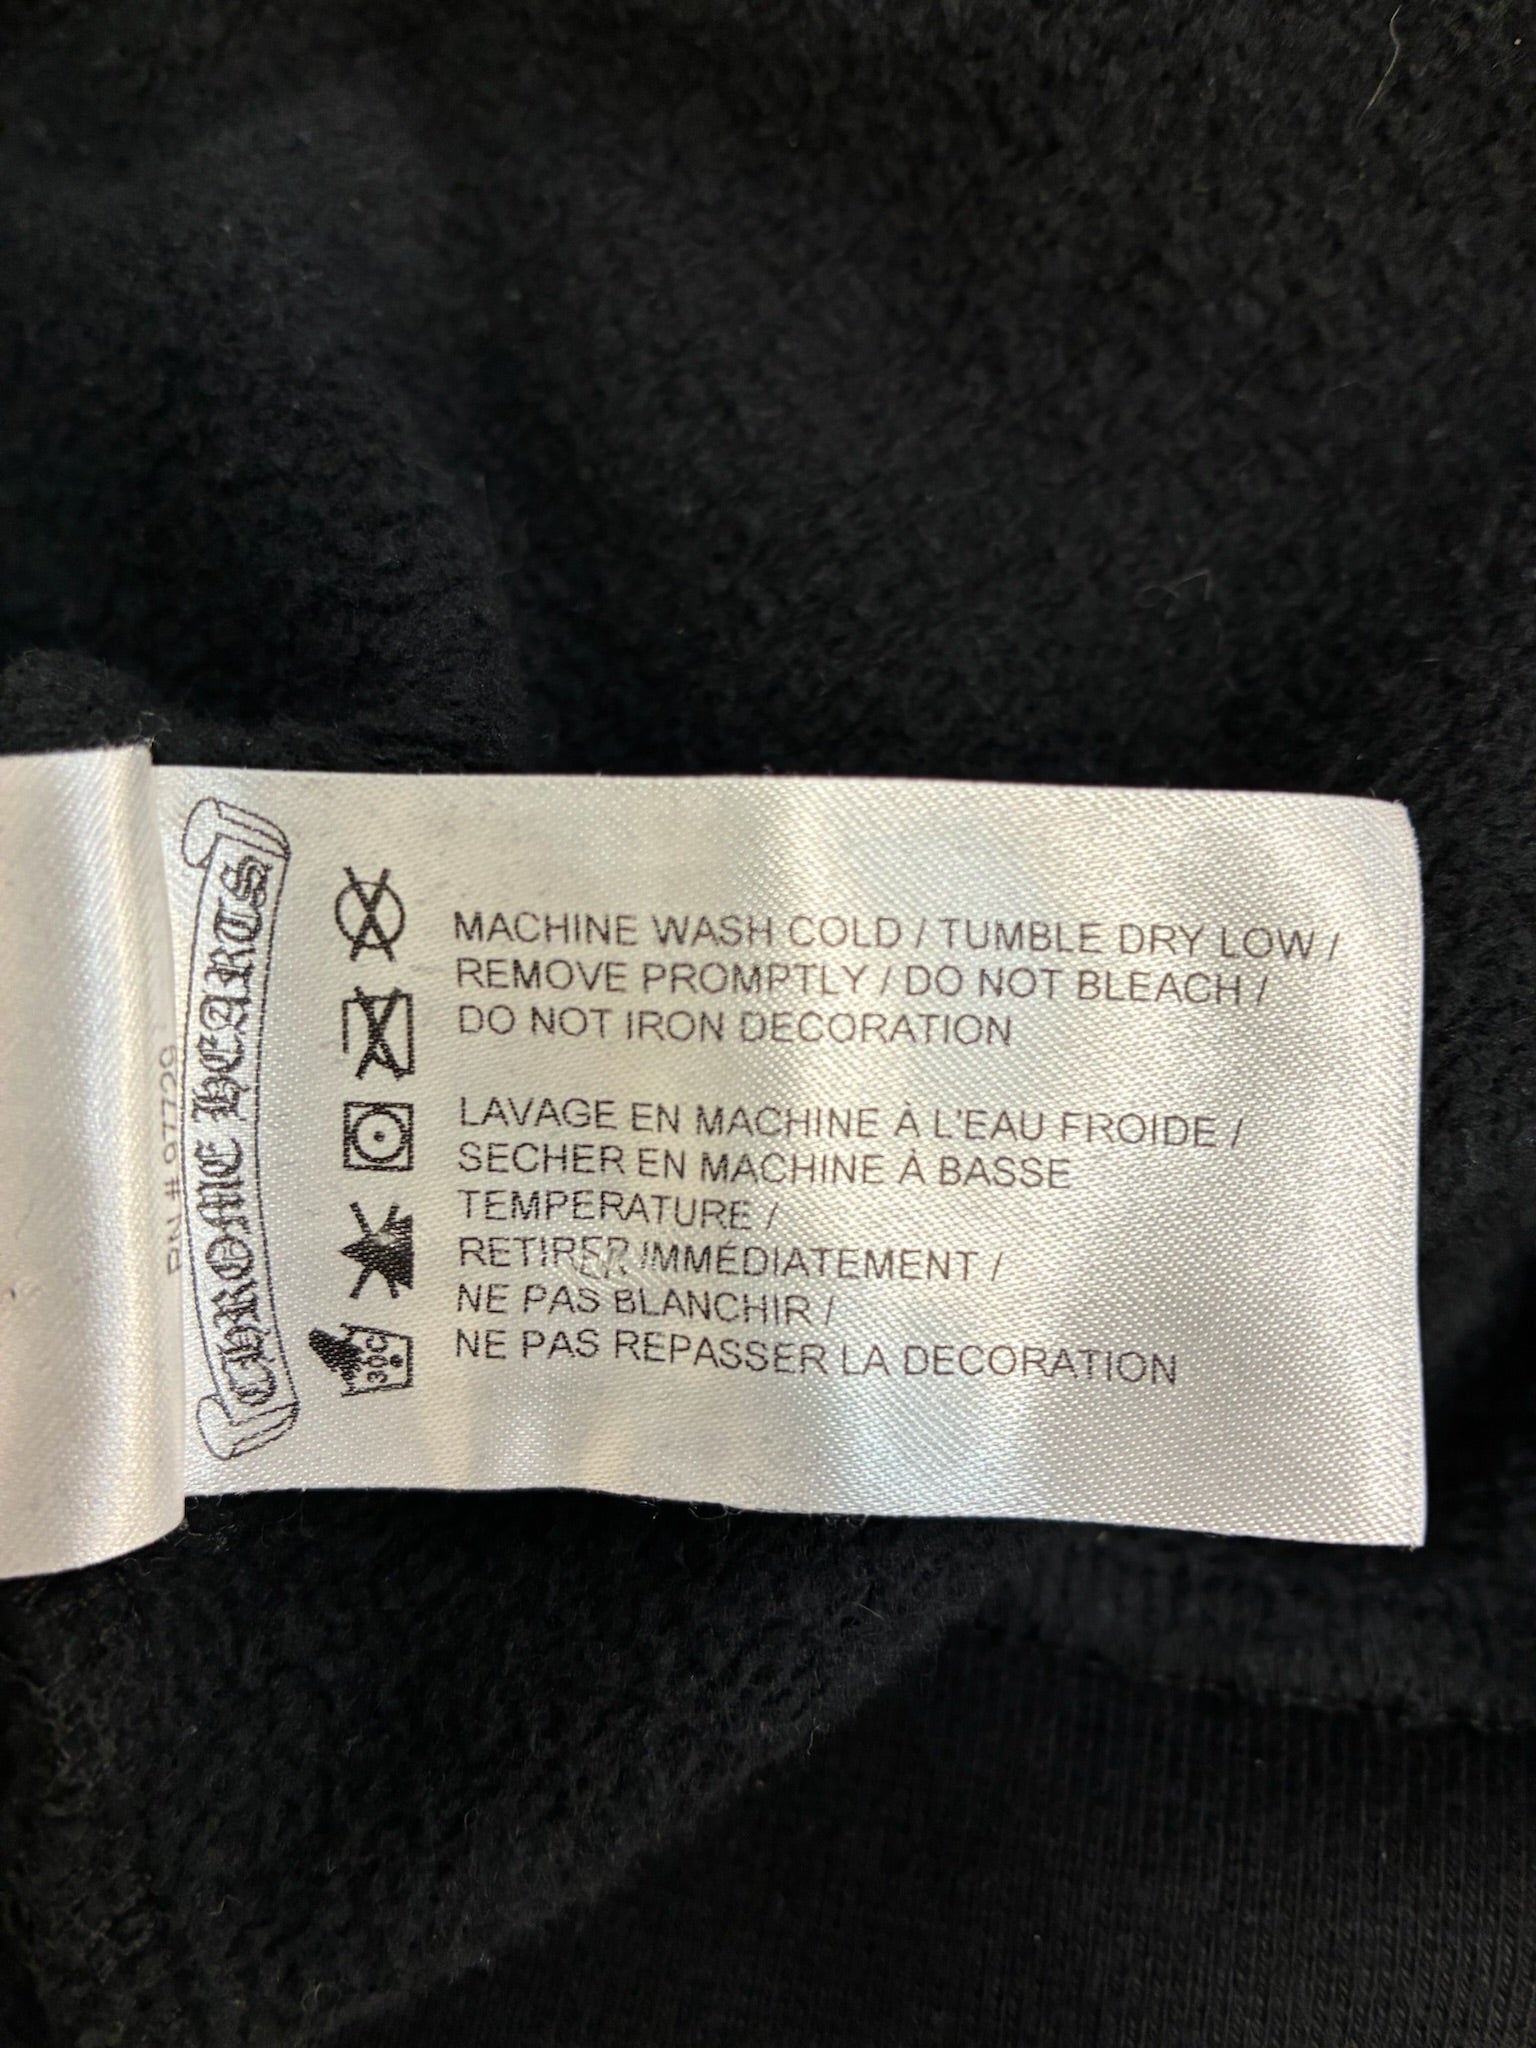 MACHINE WASH COLD / TUMBLE DRY LOW /
REMOVE PROMPTLY / DO NOT BLEACH /
DO NOT IRON DECORATION
LAVAGE EN MACHINE À L'EAU FROIDE /
SECHER EN MACHINE À BASSE
TEMPERATURE /
RETIRER IMMÉDIATEMENT /
NE PAS BLANCHIR /
NE PAS REPASSER LA DECORATION
CHROME HEARTS
RN # 97729
30C